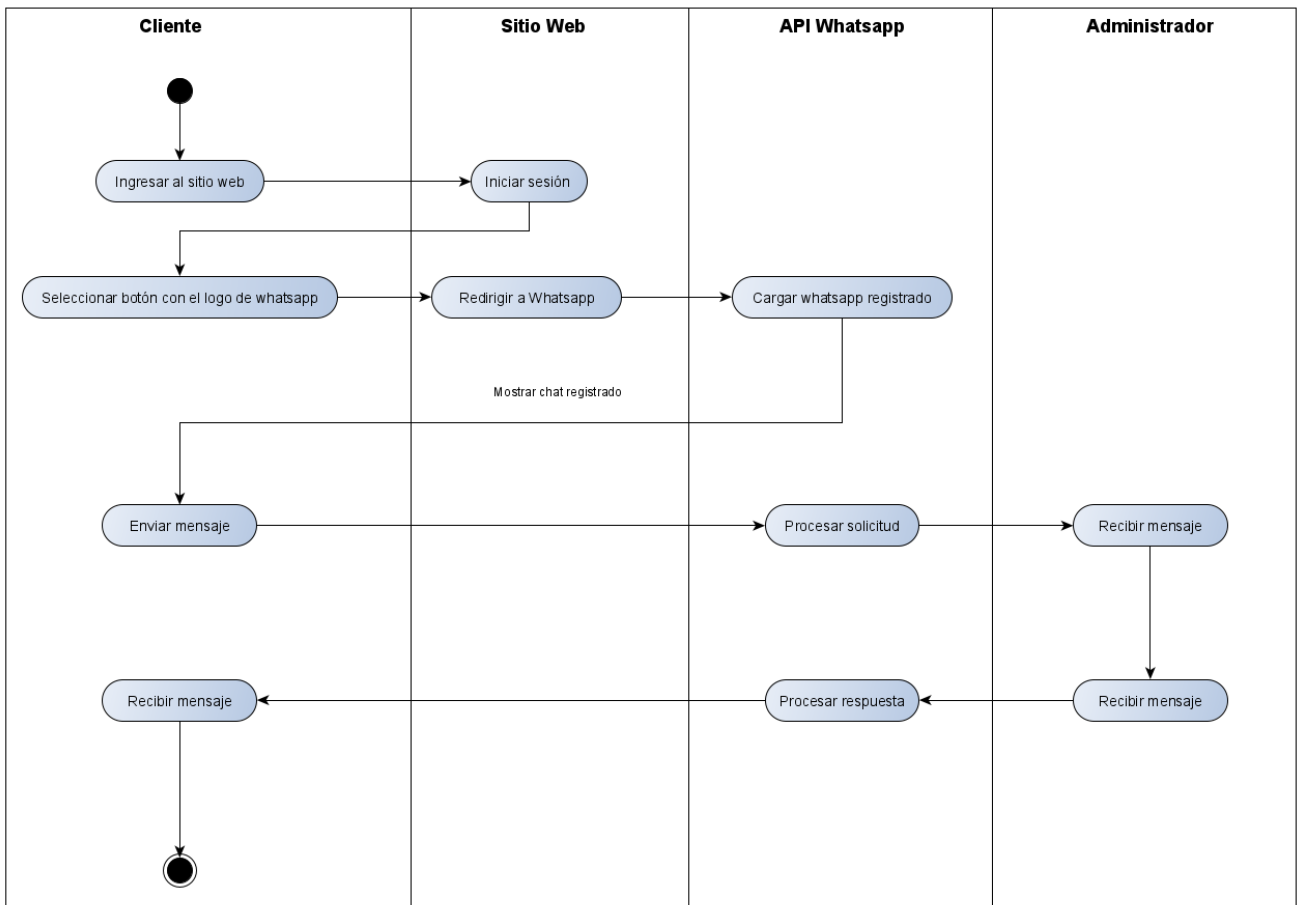 Cliente
Sitio Web
API Whatsapp
Administrador
Ingresar al sitio web
Iniciar sesión
Seleccionar botón con el logo de whatsapp
Redirigir a Whatsapp
Cargar whatsapp registrado
Mostrar chat registrado
Enviar mensaje
Procesar solicitud
Recibir mensaje
Recibir mensaje
Procesar respuesta
Recibir mensaje